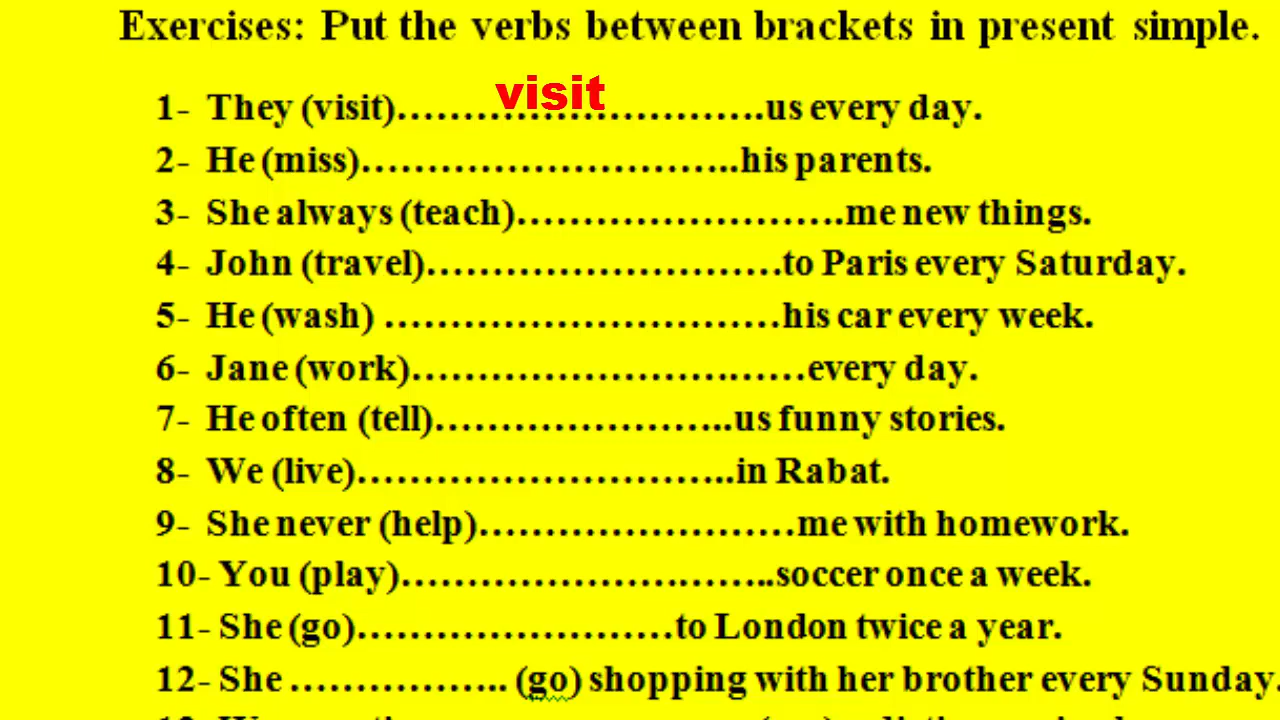 Exercises: Put the verbs between brackets in present simple.
1- They (visit)……………visit……………….us every day.
2- He (miss)………………………..his parents.
3- She always (teach)…………………….me new things.
4- John (travel)………………………to Paris every Saturday.
5- He (wash) …………………………his car every week.
6- Jane (work)…………………….……every day.
7- He often (tell)…………………..us funny stories.
8- We (live)………………………..in Rabat.
9- She never (help)……………………me with homework.
10- You (play)………………….……..soccer once a week.
11- She (go)……………………to London twice a year.
12- She …………….. (go) shopping with her brother every Sunday.